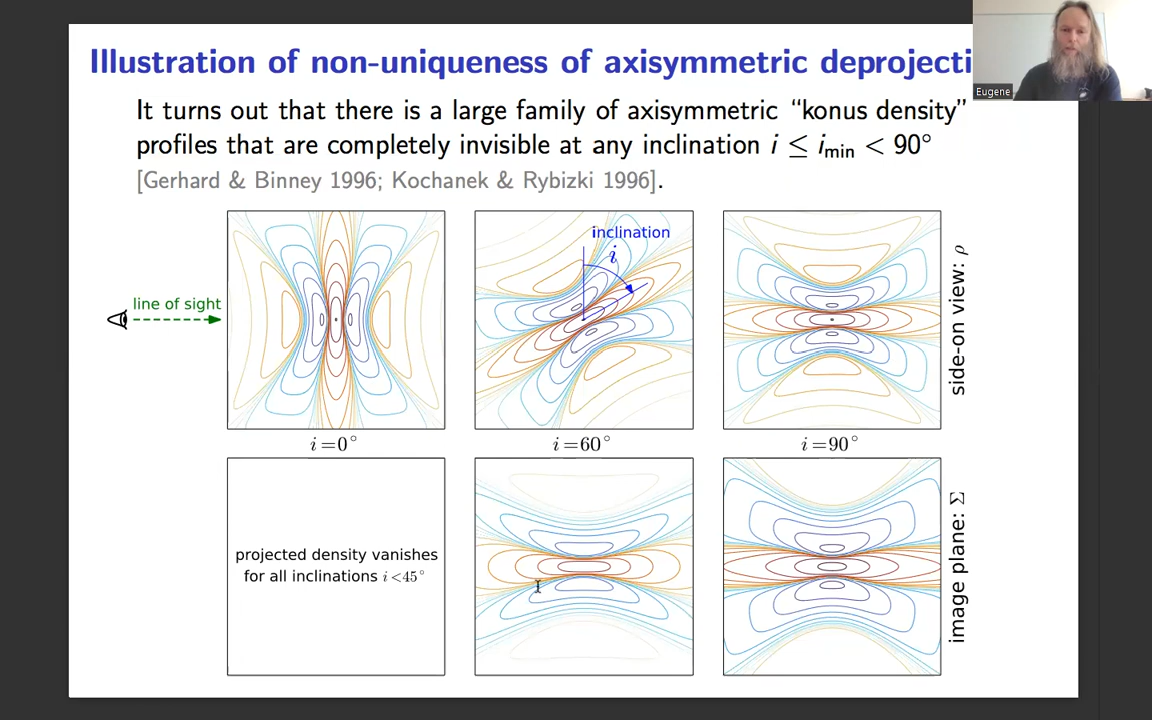 Illustration of non-uniqueness of axisymmetric deprojecti
Eugene
It turns out that there is a large family of axisymmetric “konus density”
profiles that are completely invisible at any inclination i ≤ imin < 90°
[Gerhard & Binney 1996; Kochanek & Rybizki 1996].
line of sight
inclination
i
side-on view: ρ
i=0°
i=60°
i=90°
projected density vanishes
for all inclinations i<45°
image plane: Σ